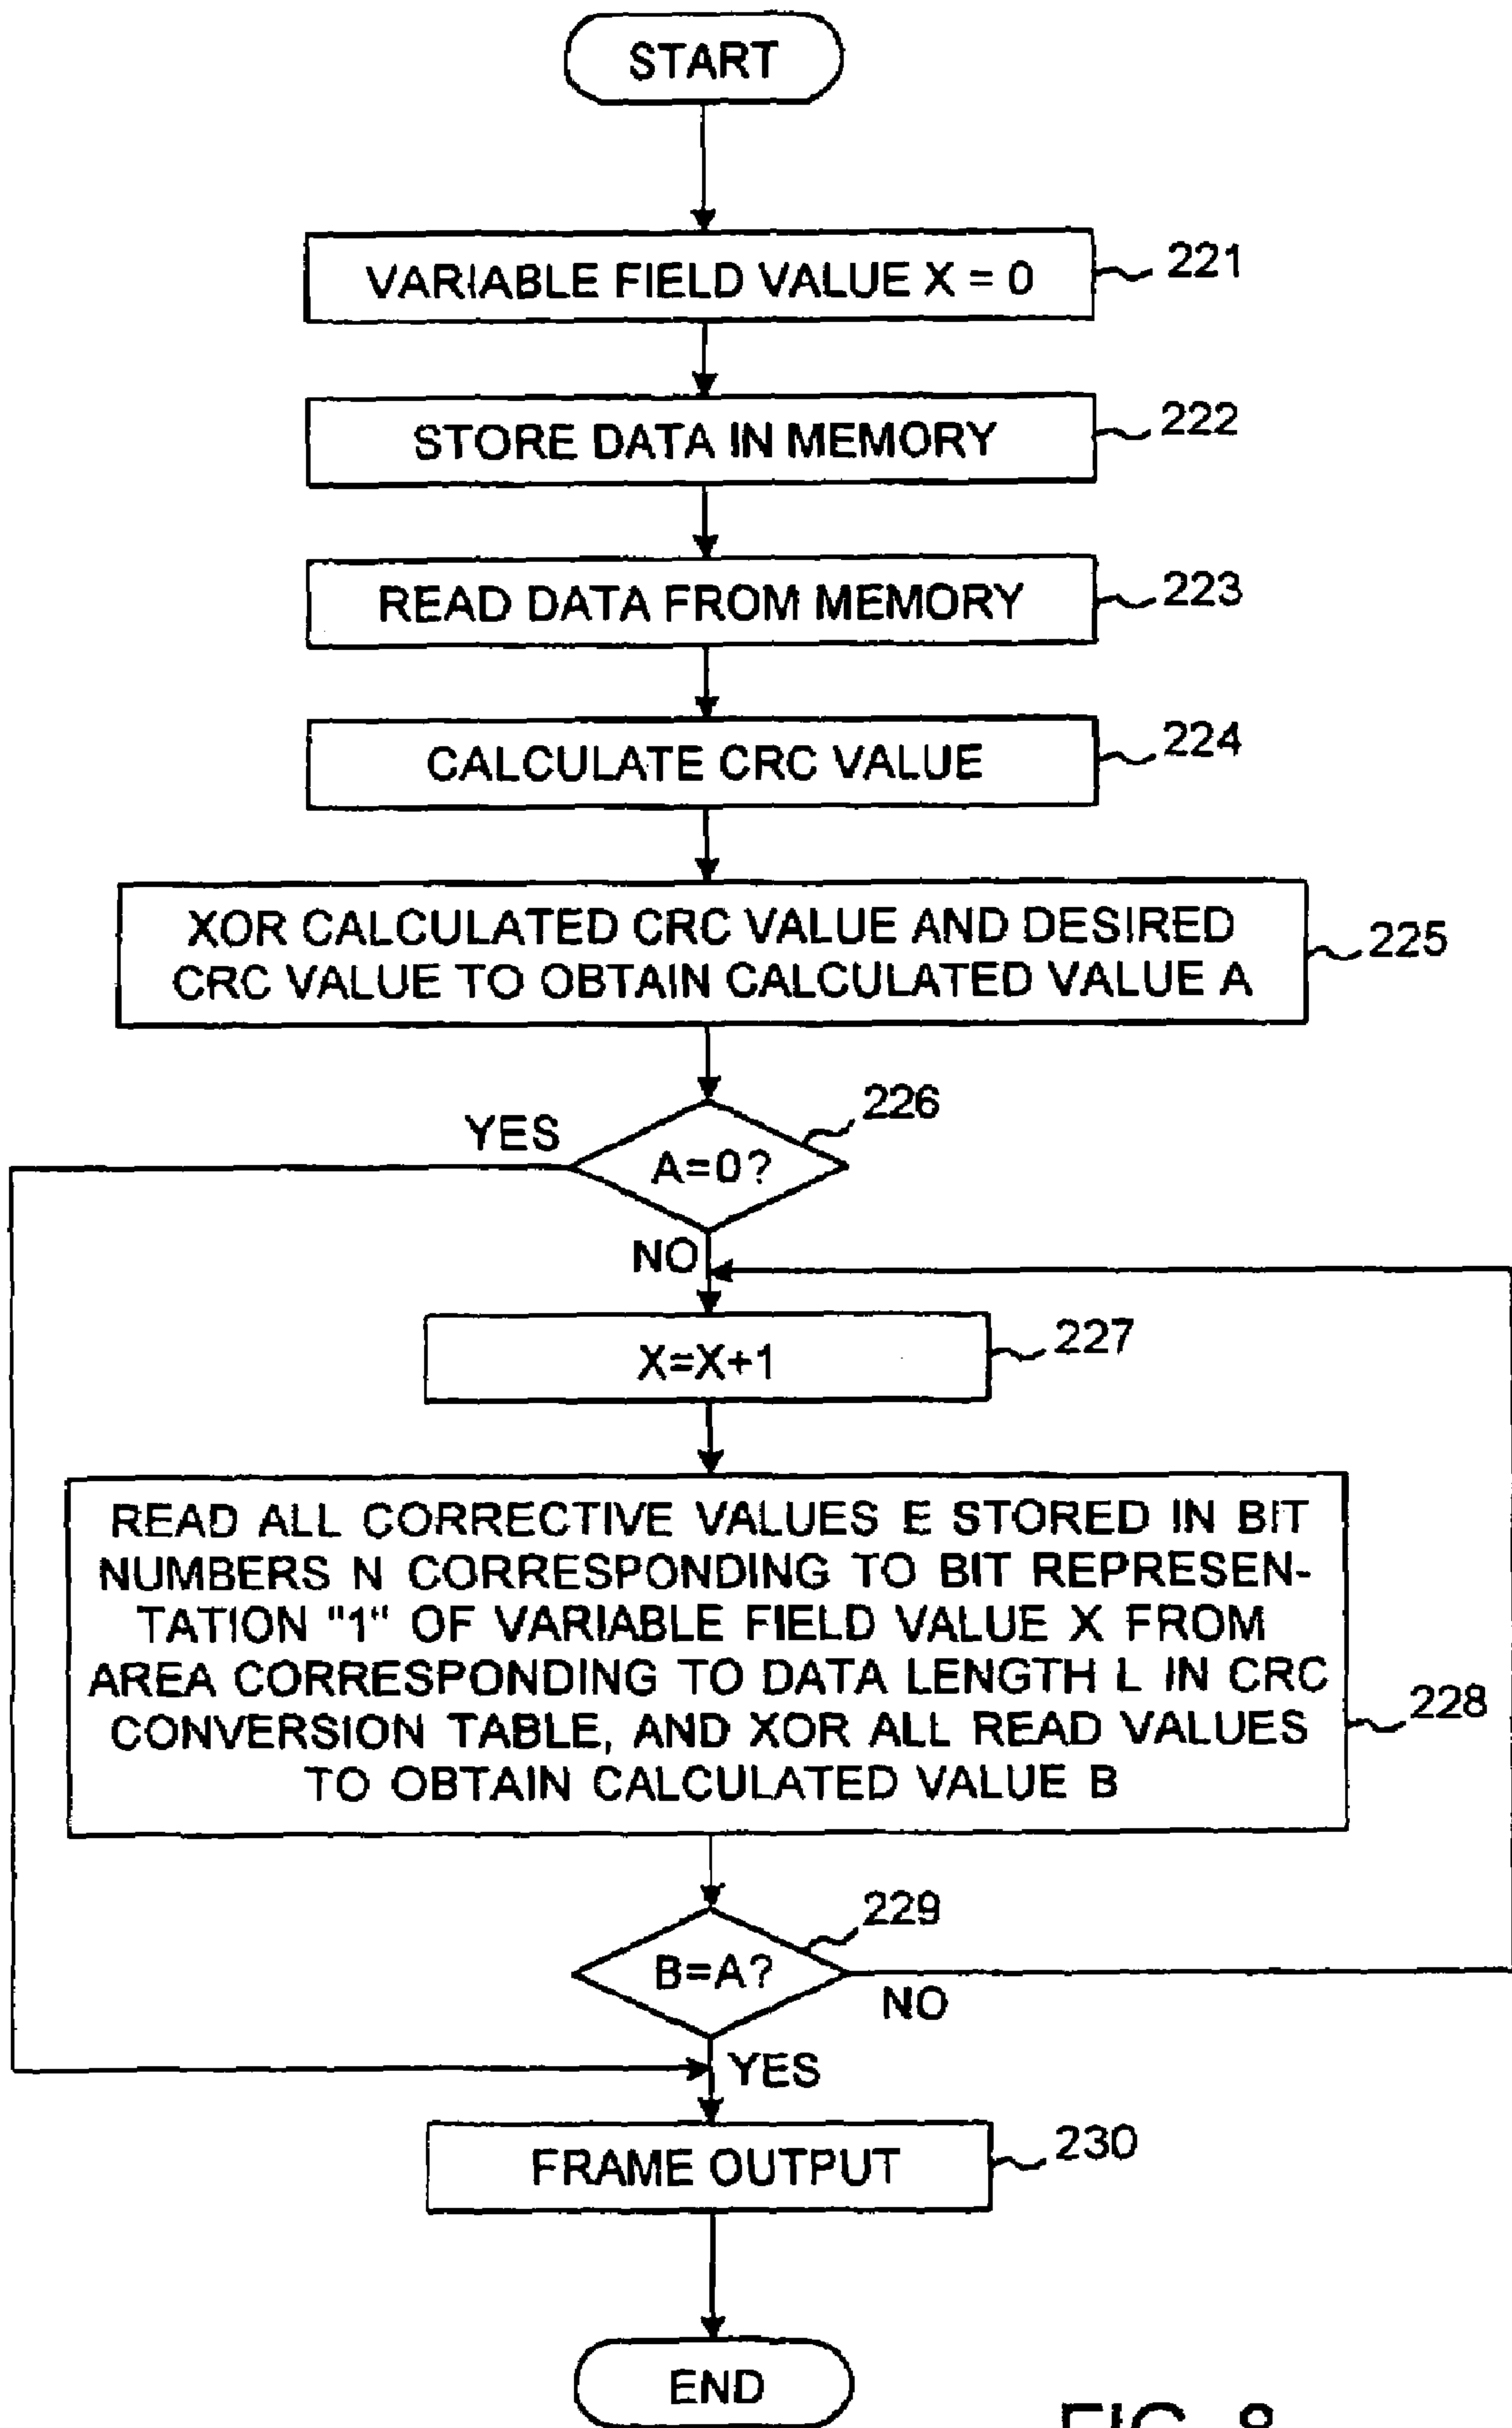 START
VARIABLE FIELD VALUE X = 0
221
STORE DATA IN MEMORY
222
READ DATA FROM MEMORY
223
CALCULATE CRC VALUE
224
XOR CALCULATED CRC VALUE AND DESIRED
CRC VALUE TO OBTAIN CALCULATED VALUE A
225
226
YES
A=0?
NO
X=X+1
227
READ ALL CORRECTIVE VALUES E STORED IN BIT
NUMBERS N CORRESPONDING TO BIT REPRESEN-
TATION "1" OF VARIABLE FIELD VALUE X FROM
AREA CORRESPONDING TO DATA LENGTH L IN CRC
CONVERSION TABLE, AND XOR ALL READ VALUES
TO OBTAIN CALCULATED VALUE B
228
229
B=A?
NO
YES
FRAME OUTPUT
230
END
FIG. 8